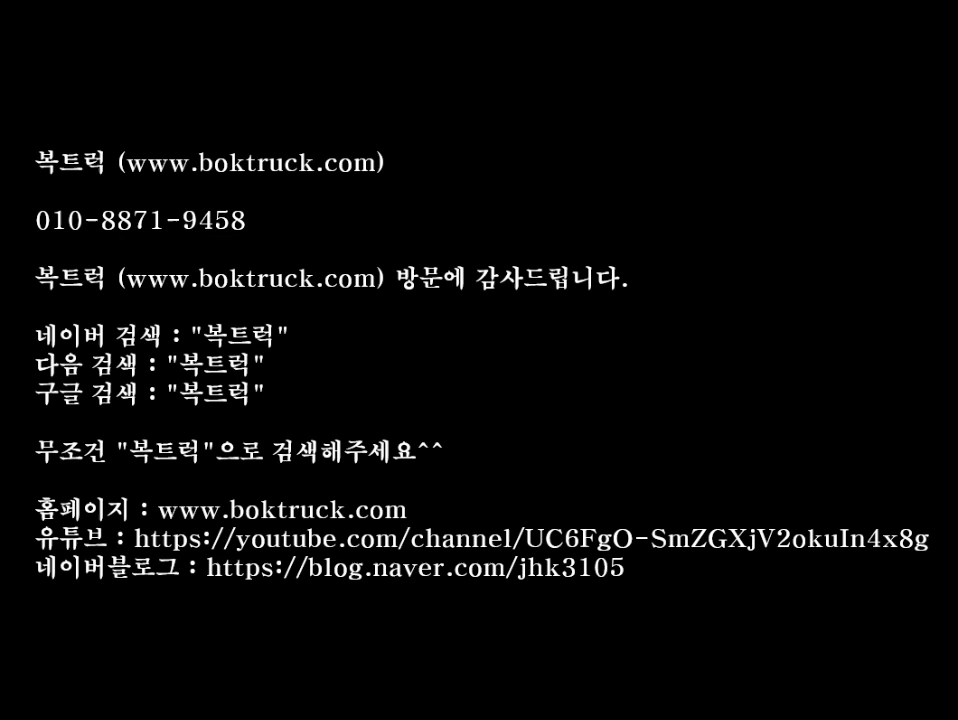 복트럭 (www.boktruck.com)
010-8871-9458
복트럭 (www.boktruck.com) 방문에 감사드립니다.
네이버 검색 : "복트럭"
다음 검색 : "복트럭"
구글 검색 : "복트럭"
무조건 "복트럭"으로 검색해주세요^^
홈페이지 : www.boktruck.com
유튜브 : https://youtube.com/channel/UC6FgO-SmZGXjV2okuIn4x8g
네이버블로그 : https://blog.naver.com/jhk3105